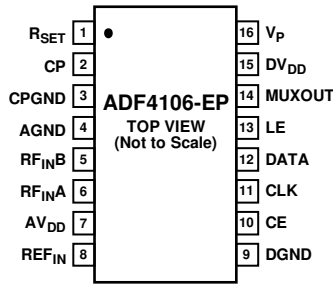 RSET 1
CP 2
CPGND 3
AGND 4
RFINB 5
RFINA 6
AVDD 7
REFIN 8
ADF4106-EP
TOP VIEW
(Not to Scale)
16 VP
15 DVDD
14 MUXOUT
13 LE
12 DATA
11 CLK
10 CE
9 DGND